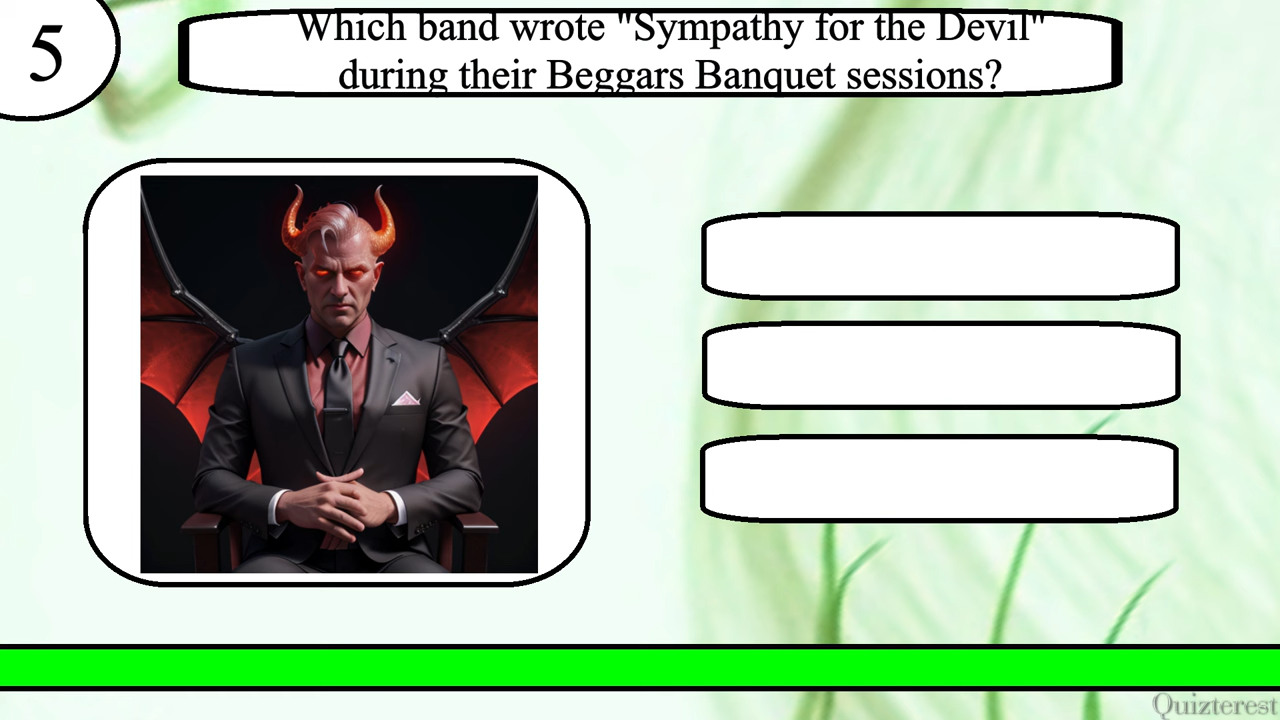 5
Which band wrote "Sympathy for the Devil"
during their Beggars Banquet sessions?
Quizterest